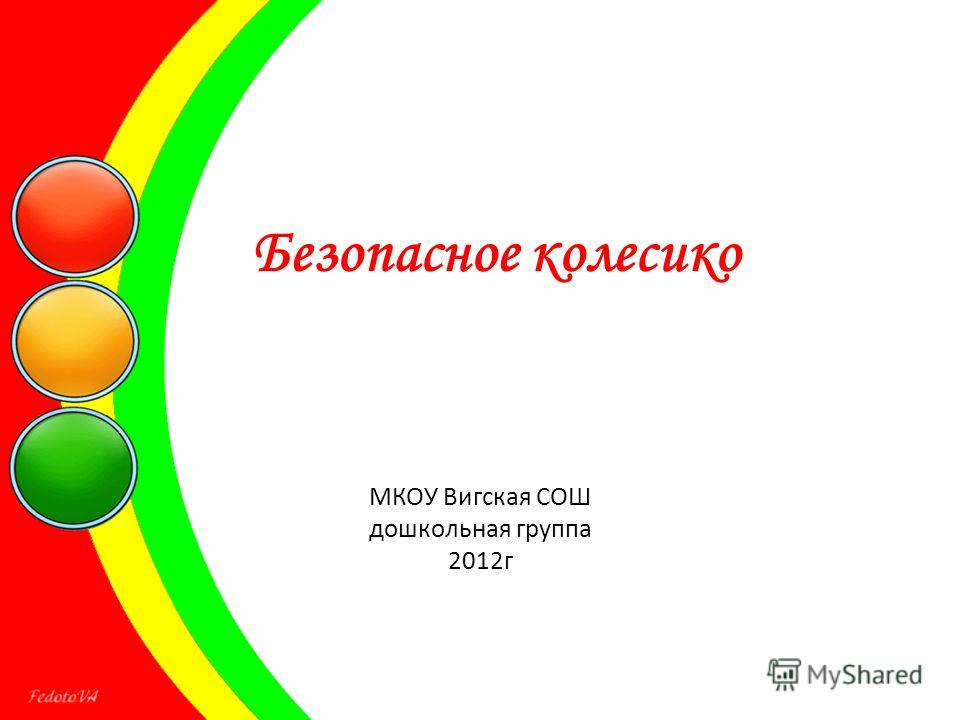 Безопасное колесико
МКОУ Вигская СОШ
дошкольная группа
2012г
FedotoVA
MyShared